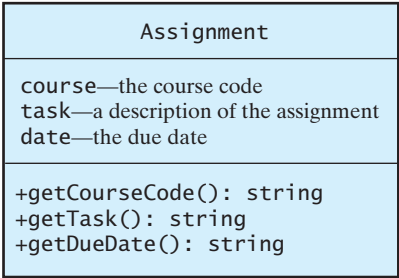 Assignment
course—the course code
task—a description of the assignment
date—the due date
+getCourseCode(): string
+getTask(): string
+getDueDate(): string